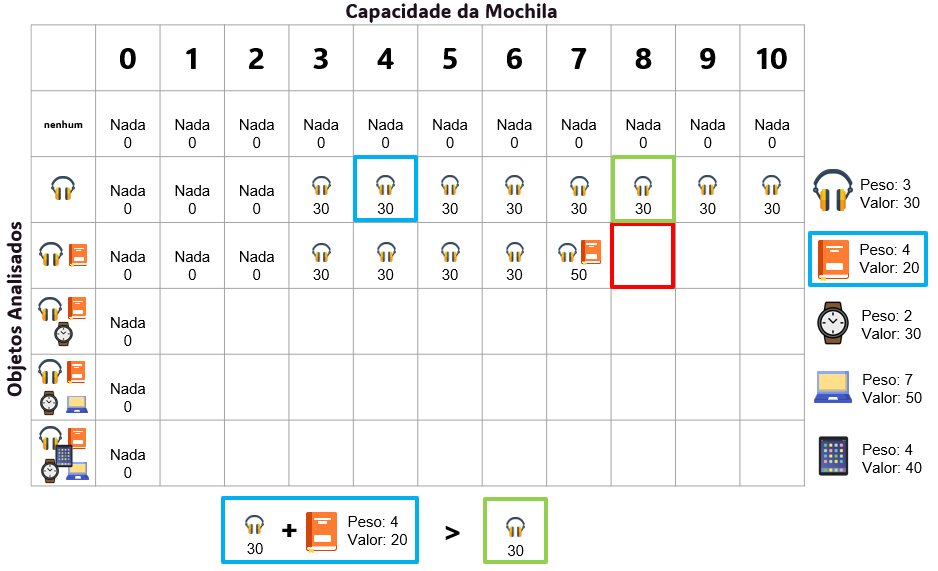 Capacidade da Mochila
0 1 2 3 4 5 6 7 8 9 10
nenhum Nada Nada Nada Nada Nada Nada Nada Nada Nada Nada Nada
0 0 0 0 0 0 0 0 0 0 0
Nada Nada Nada
0 0 0 30 30 30 30 30 30 30 30
Nada Nada Nada
0 0 0 30 30 30 30 50
Nada
0
Nada
0
Nada
0
Objetos Analisados
Peso: 3
Valor: 30
Peso: 4
Valor: 20
Peso: 2
Valor: 30
Peso: 7
Valor: 50
Peso: 4
Valor: 40
30 + Peso: 4
Valor: 20
>
30